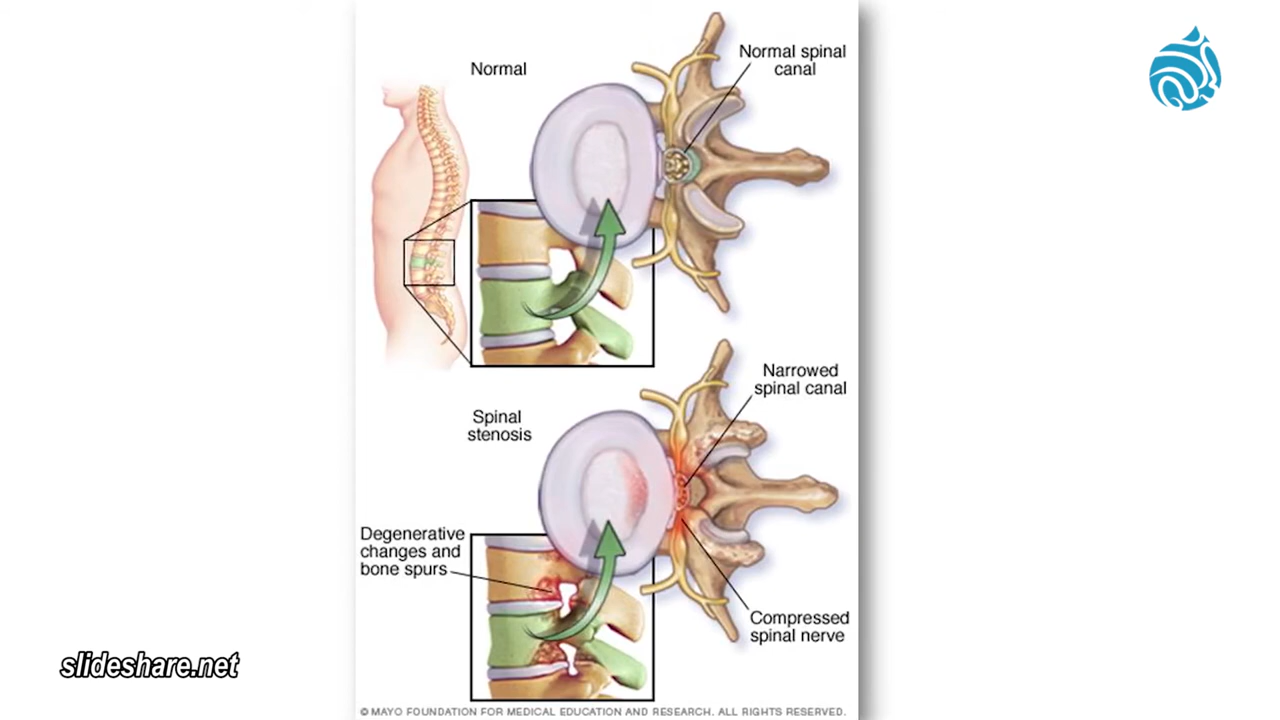 Normal
Normal spinal
canal
Narrowed
spinal canal
Spinal
stenosis
Degenerative
changes and
bone spurs
Compressed
spinal nerve
slideshare.net
© MAYO FOUNDATION FOR MEDICAL EDUCATION AND RESEARCH. ALL RIGHTS RESERVED.